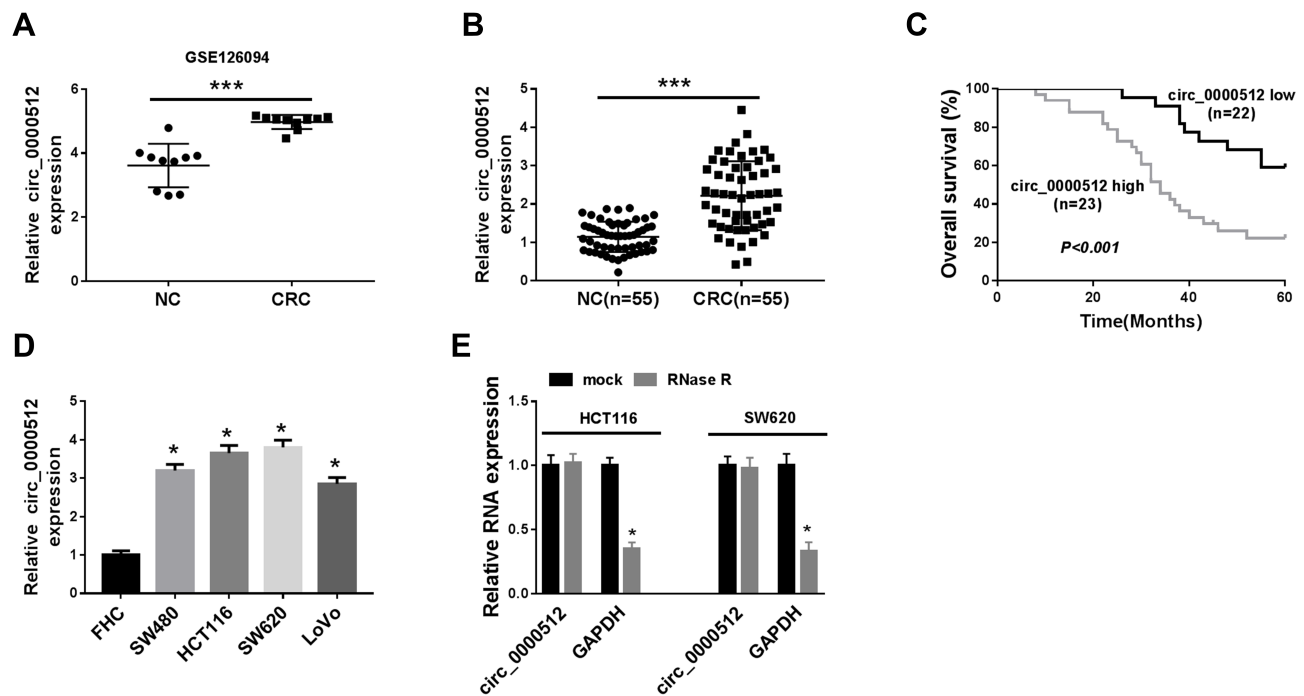 A
GSE126094
Relative circ_0000512
expression
6
4
2
0
***
NC
CRC
B
Relative circ_0000512
expression
5
4
3
2
1
0
***
NC(n=55)
CRC(n=55)
C
Overall survival (%)
100
80
60
40
20
0
circ_0000512 low
(n=22)
circ_0000512 high
(n=23)
P<0.001
0
20
40
60
Time(Months)
D
Relative circ_0000512
expression
5
4
3
2
1
0
*
*
*
*
FHC
SW480
HCT116
SW620
LoVo
E
mock
RNase R
Relative RNA expression
1.5
1.0
0.5
0.0
HCT116
SW620
*
*
circ_0000512
GAPDH
circ_0000512
GAPDH